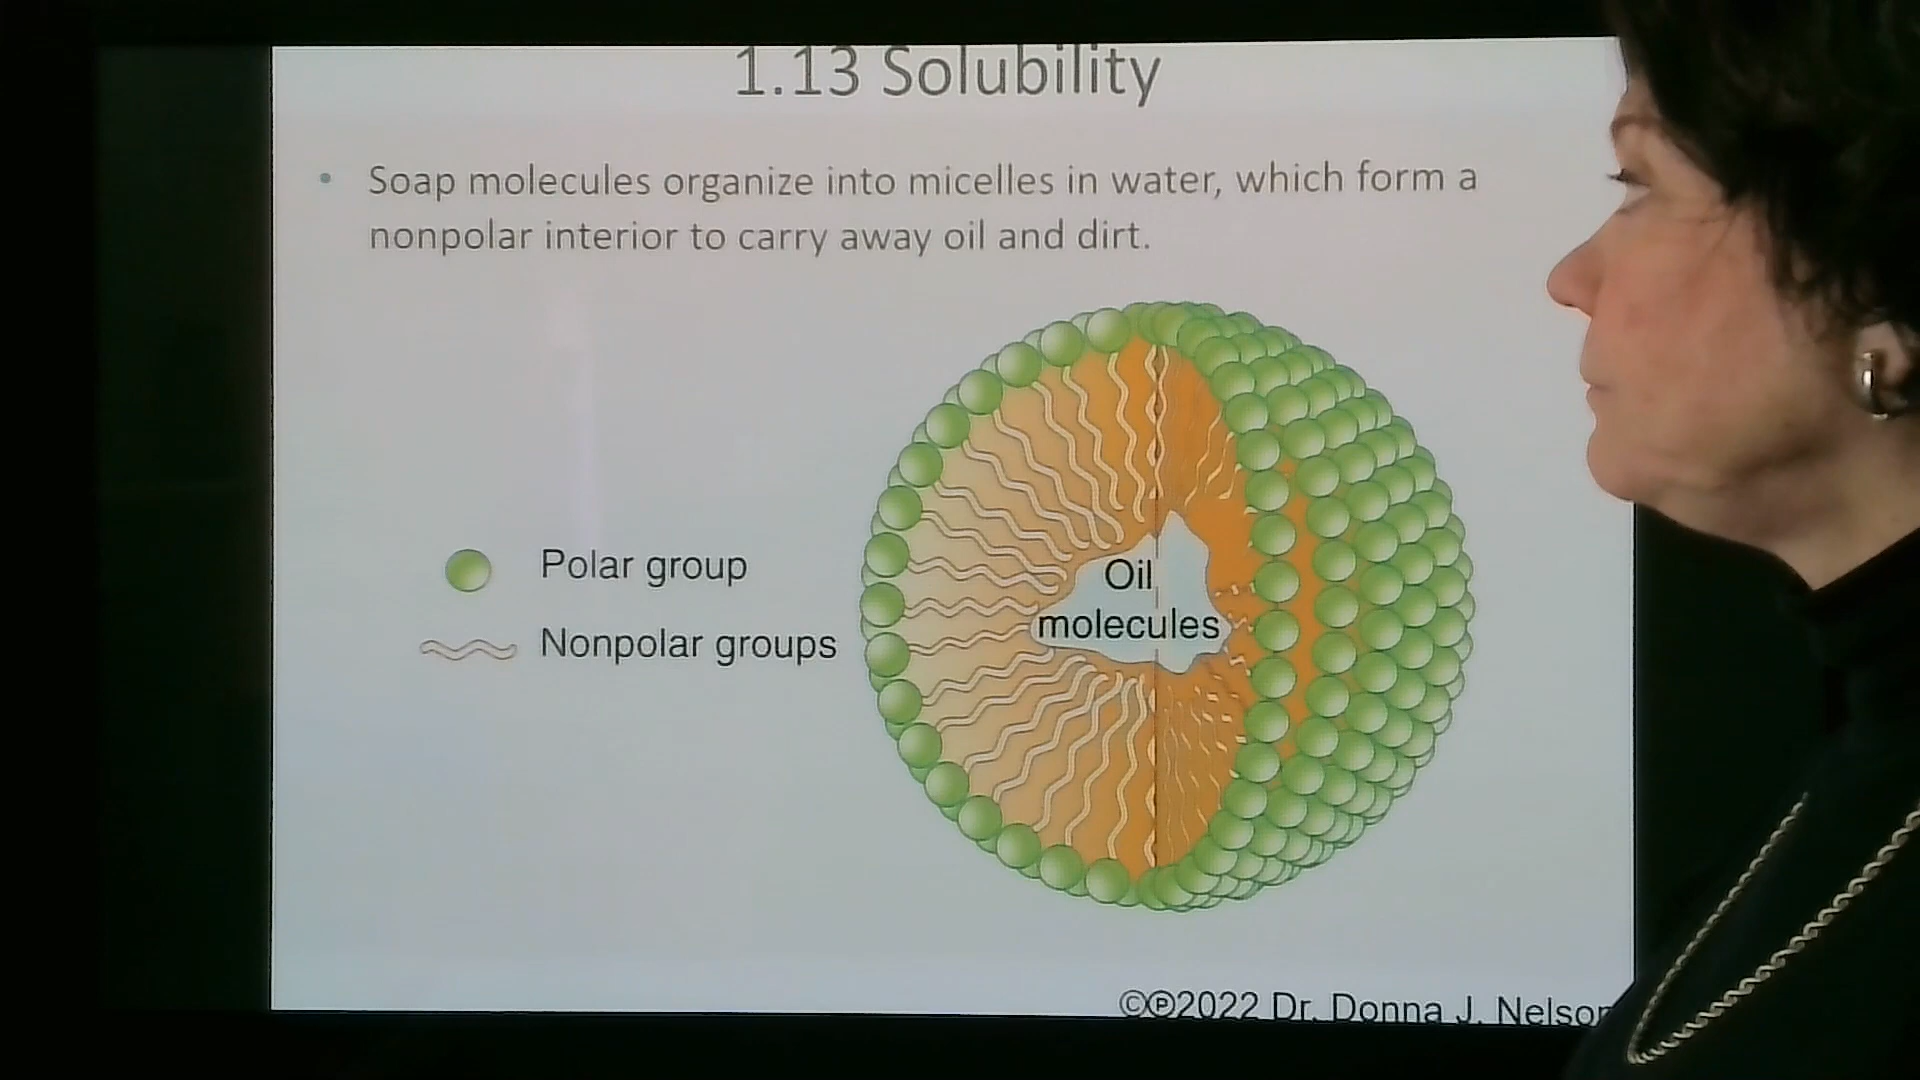 1.13 Solubility
• Soap molecules organize into micelles in water, which form a
nonpolar interior to carry away oil and dirt.
Polar group
Nonpolar groups
Oil
molecules
©℗2022 Dr. Donna J. Nelson